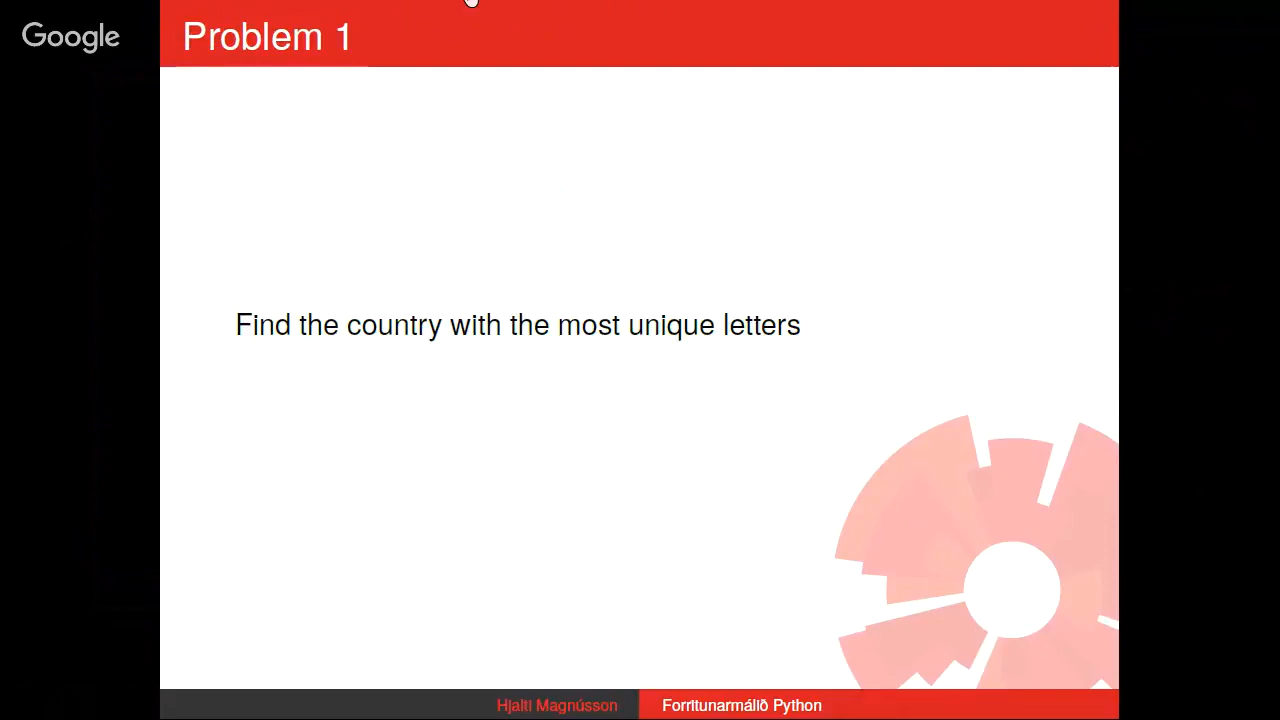 Google
Problem 1
Find the country with the most unique letters
Hjalti Magnússon
Forritunarmálið Python